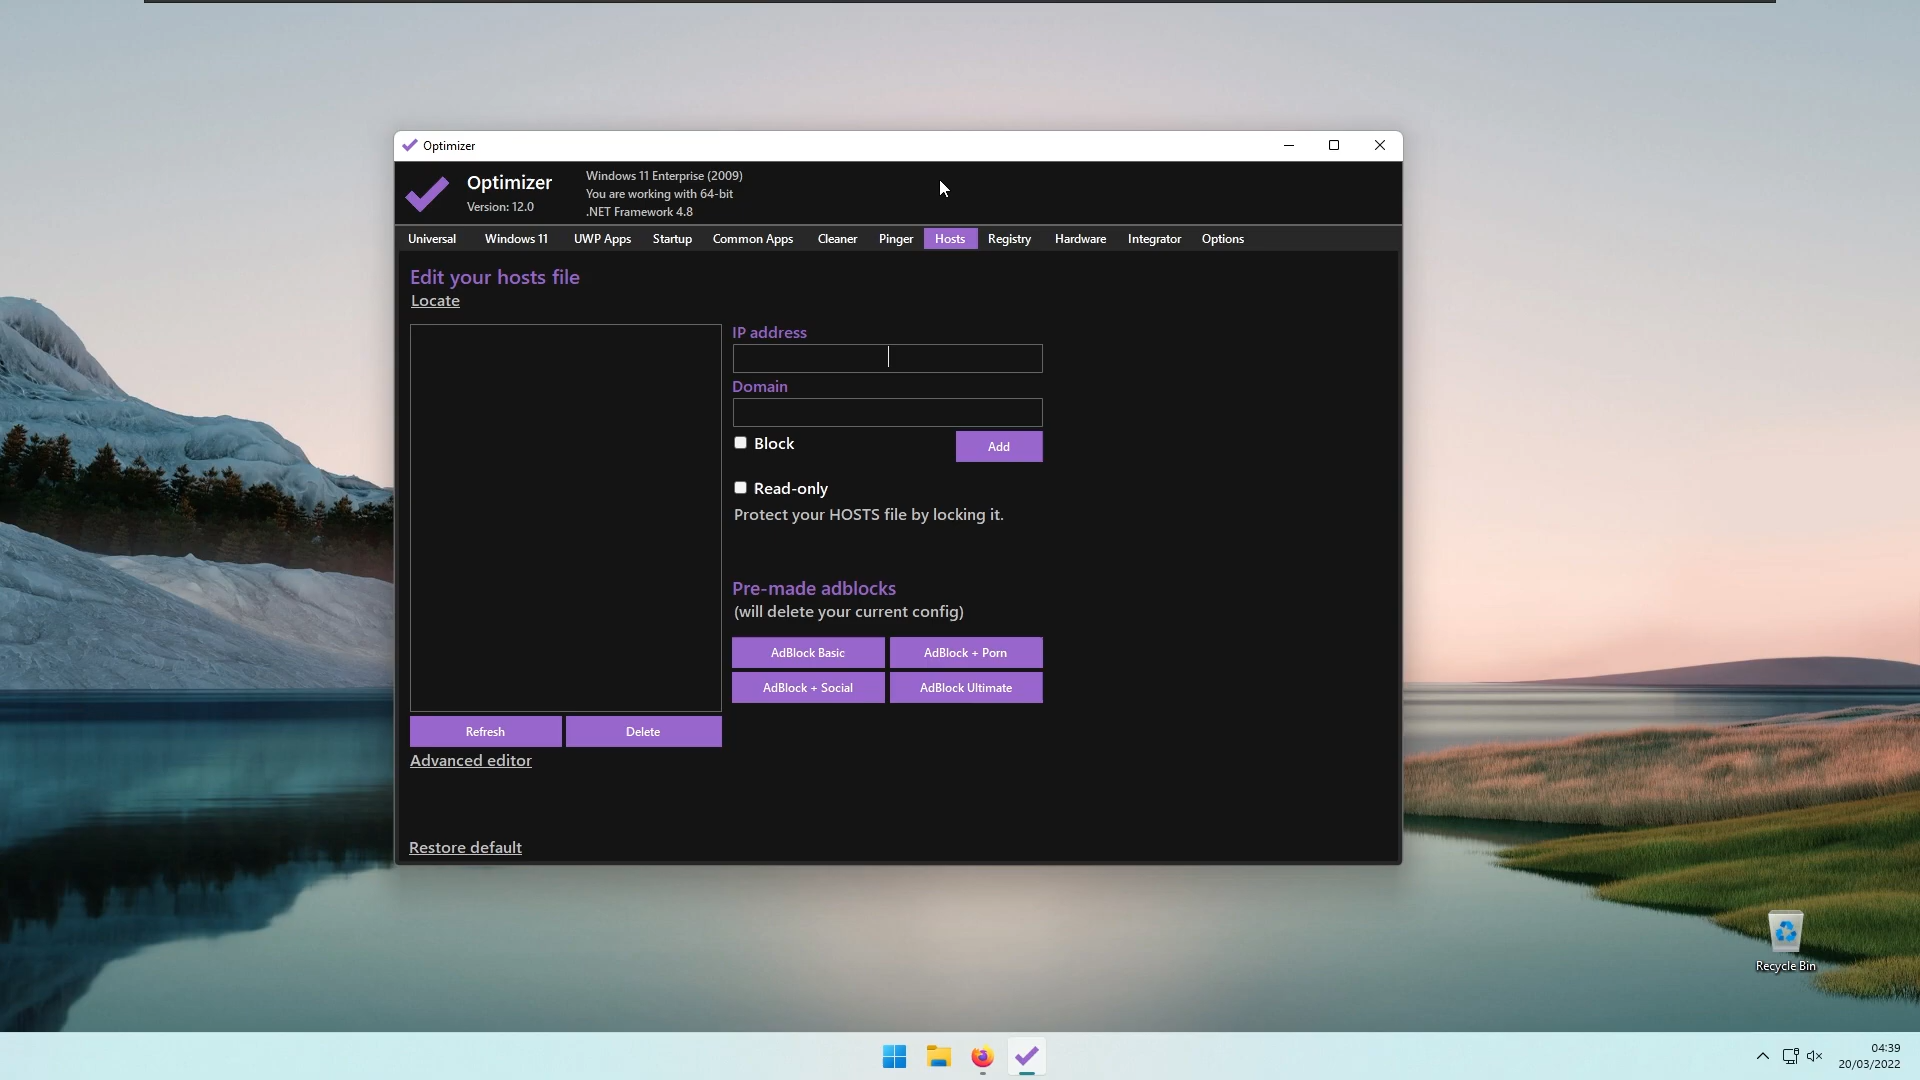 Optimizer
Optimizer
Version: 12.0
Windows 11 Enterprise (2009)
You are working with 64-bit
.NET Framework 4.8
Universal Windows 11 UWP Apps Startup Common Apps Cleaner Pinger Hosts Registry Hardware Integrator Options
Edit your hosts file
Locate
IP address
Domain
Block
Add
Read-only
Protect your HOSTS file by locking it.
Pre-made adblocks
(will delete your current config)
AdBlock Basic AdBlock + Porn
AdBlock + Social AdBlock Ultimate
Refresh Delete
Advanced editor
Restore default
Recycle Bin
04:39
20/03/2022